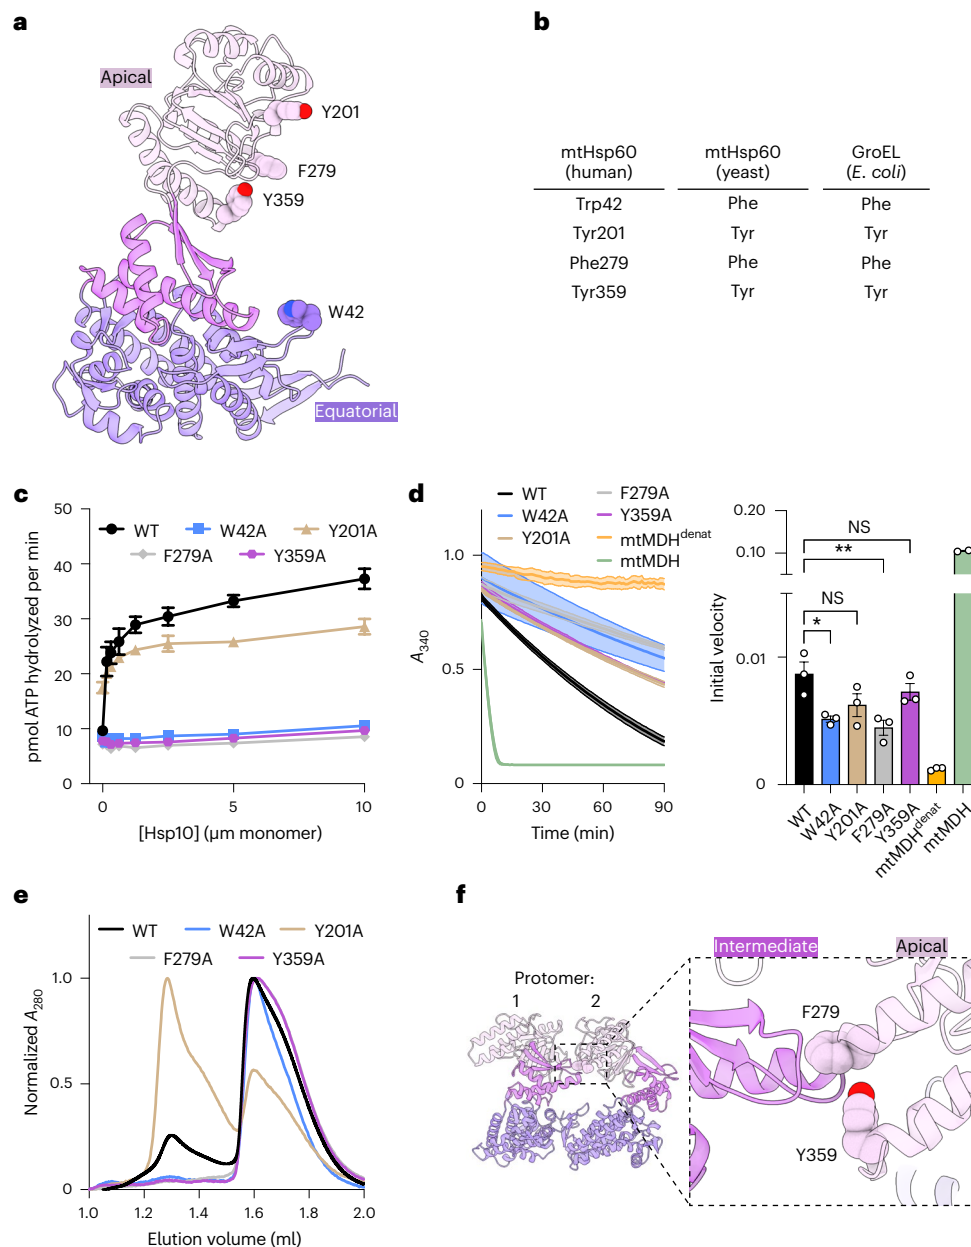 a
Apical
Y201
F279
Y359
W42
Equatorial
b
mtHsp60 (human) mtHsp60 (yeast) GroEL (E. coli)
Trp42 Phe Phe
Tyr201 Tyr Tyr
Phe279 Phe Phe
Tyr359 Tyr Tyr
c
pmol ATP hydrolyzed per min
50
40
30
20
10
0
WT W42A Y201A
F279A Y359A
0 5 10
[Hsp10] (µm monomer)
d
WT
W42A
Y201A
F279A
Y359A
mtMDHdenat
mtMDH
A340
1.0
0.5
0
0 30 60 90
Time (min)
Initial velocity
0.20
0.10
0.01
0
NS
**
NS
*
WT
W42A
Y201A
F279A
Y359A
mtMDHdenat
mtMDH
e
WT W42A Y201A
F279A Y359A
Normalized A280
1.0
0.5
0
1.0 1.2 1.4 1.6 1.8 2.0
Elution volume (ml)
f
Protomer:
1 2
Intermediate
Apical
F279
Y359